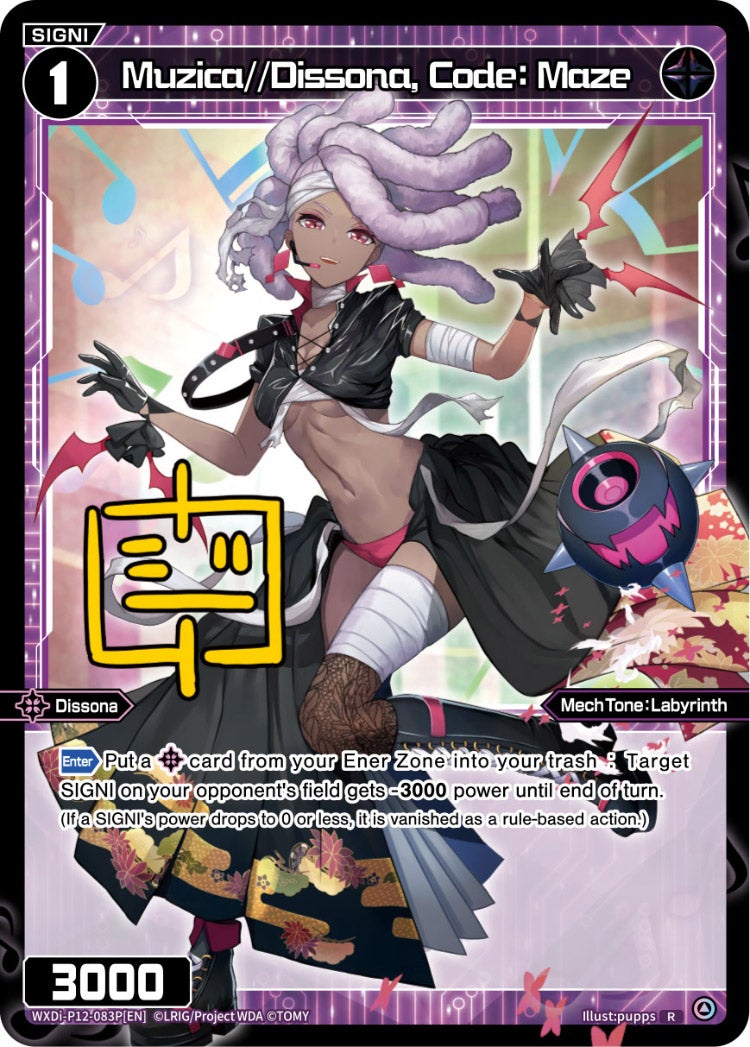 SIGNI
1
Muzica//Dissona, Code: Maze
Dissona
MechTone:Labyrinth
Enter Put a card from your Ener Zone into your trash : Target
SIGNI on your opponent's field gets -3000 power until end of turn.
(If a SIGNI's power drops to 0 or less, it is vanished as a rule-based action.)
3000
WXDi-P12-083P[EN] ©LRIG/Project WDA ©TOMY
Illust:pupps R